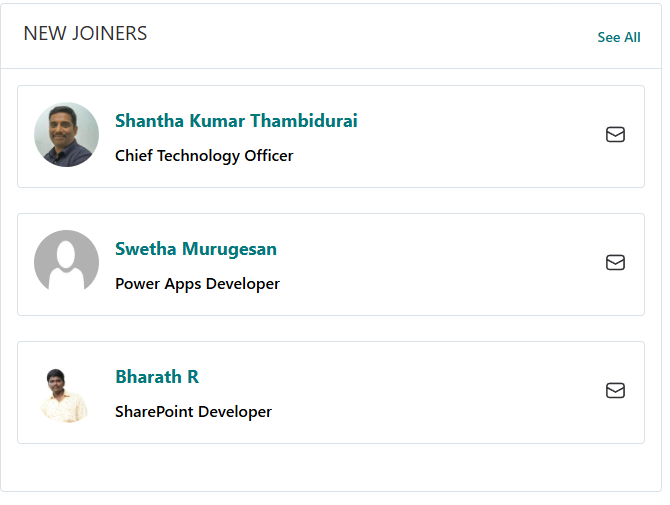 NEW JOINERS
See All
Shantha Kumar Thambidurai
Chief Technology Officer
Swetha Murugesan
Power Apps Developer
Bharath R
SharePoint Developer